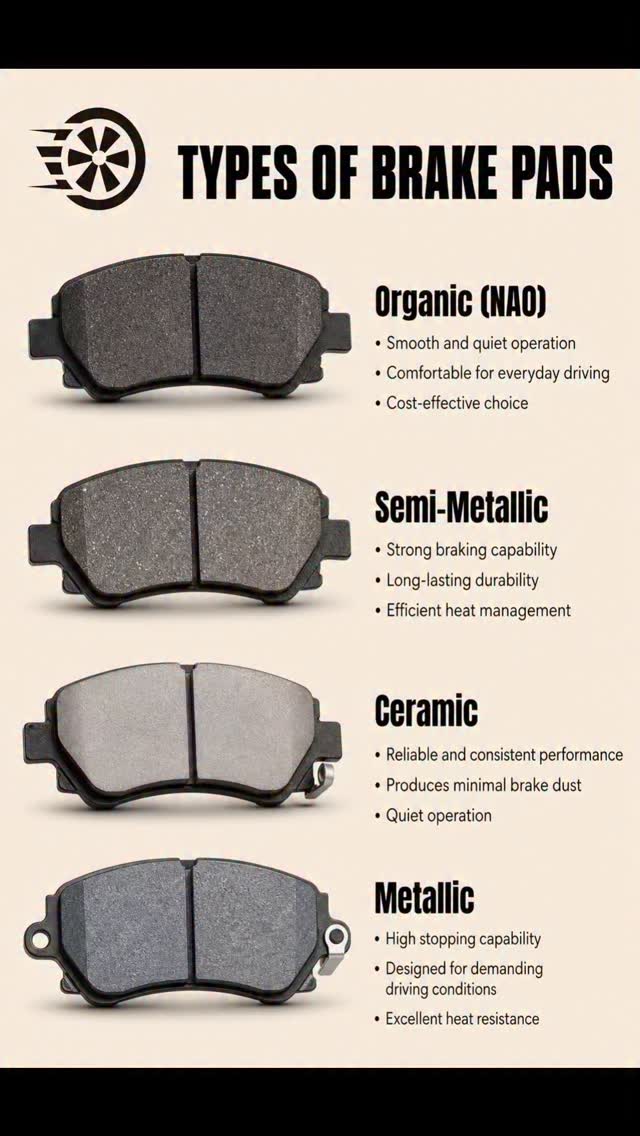 TYPES OF BRAKE PADS
Organic (NAO)
• Smooth and quiet operation
• Comfortable for everyday driving
• Cost-effective choice
Semi-Metallic
• Strong braking capability
• Long-lasting durability
• Efficient heat management
Ceramic
• Reliable and consistent performance
• Produces minimal brake dust
• Quiet operation
Metallic
• High stopping capability
• Designed for demanding
driving conditions
• Excellent heat resistance